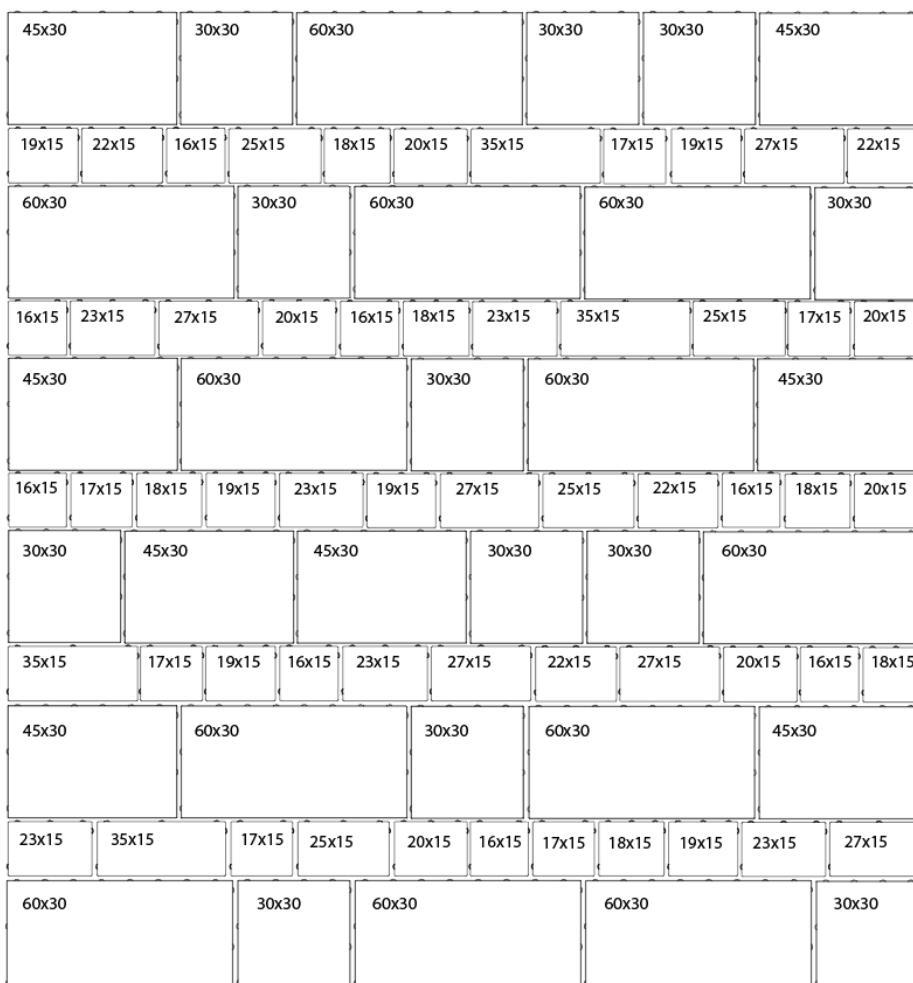 45x30 30x30 60x30 30x30 30x30 45x30
19x15 22x15 16x15 25x15 18x15 20x15 35x15 17x15 19x15 27x15 22x15
60x30 30x30 60x30 60x30 30x30
16x15 23x15 27x15 20x15 16x15 18x15 23x15 35x15 25x15 17x15 20x15
45x30 60x30 30x30 60x30 45x30
16x15 17x15 18x15 19x15 23x15 19x15 27x15 25x15 22x15 16x15 18x15 20x15
30x30 45x30 45x30 30x30 30x30 60x30
35x15 17x15 19x15 16x15 23x15 27x15 22x15 27x15 20x15 16x15 18x15
45x30 60x30 30x30 60x30 45x30
23x15 35x15 17x15 25x15 20x15 16x15 17x15 18x15 19x15 23x15 27x15
60x30 30x30 60x30 60x30 30x30